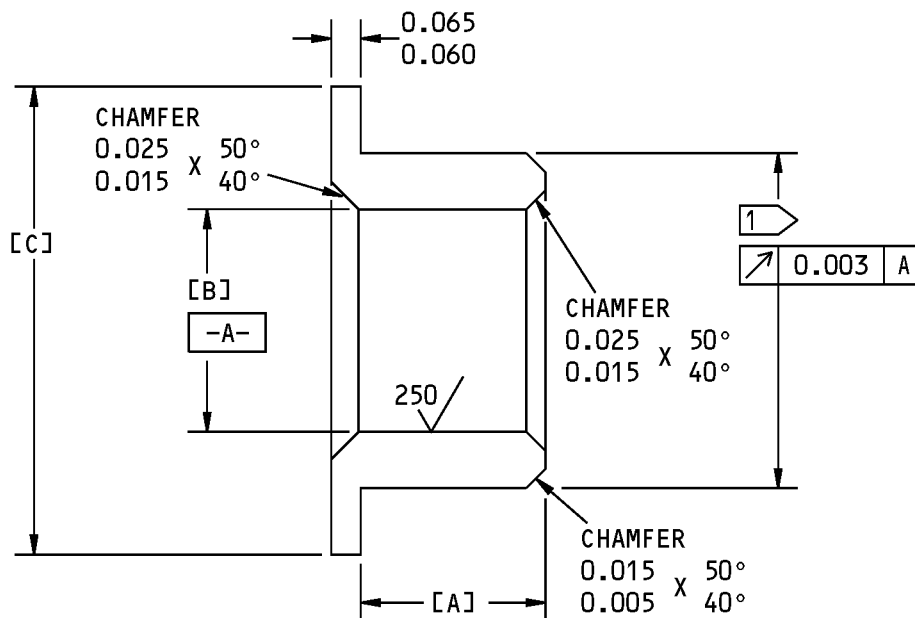 0.065
0.060
CHAMFER
0.025 X 50°
0.015 40°
[C]
[B]
-A-
250
1
0.003 A
CHAMFER
0.025 X 50°
0.015 40°
[A]
CHAMFER
0.015 X 50°
0.005 40°